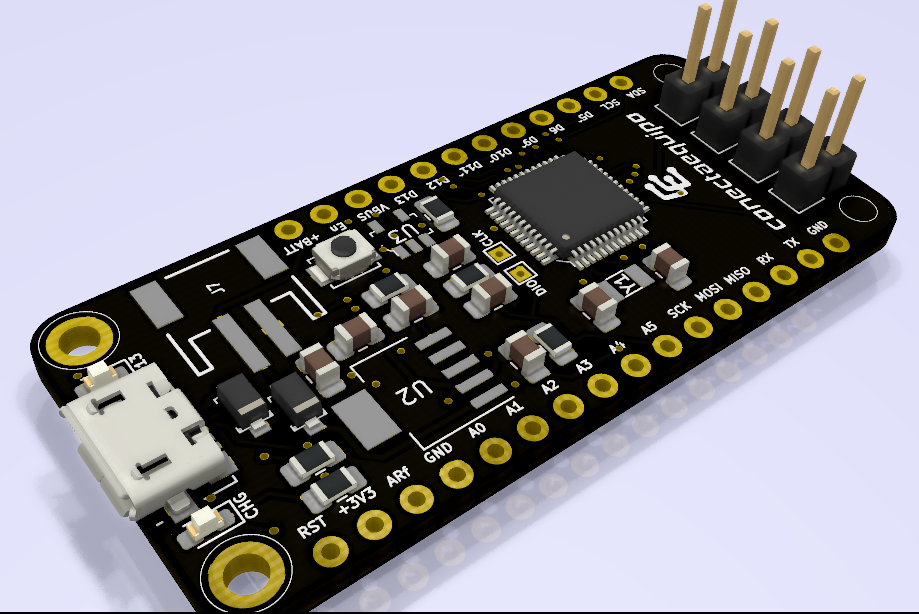 SDA
SCL
D5~
D6
D9~
D10~
D11~
D12
D13
VBUS
En
+BATT
conectaequipo
U3
CLK
DIO
Y1
J7
U2
CHG
RST
+3V3
ARf
GND
A0
A1
A2
A3
A4
A5
SCK
MOSI
MISO
RX
TX
GND